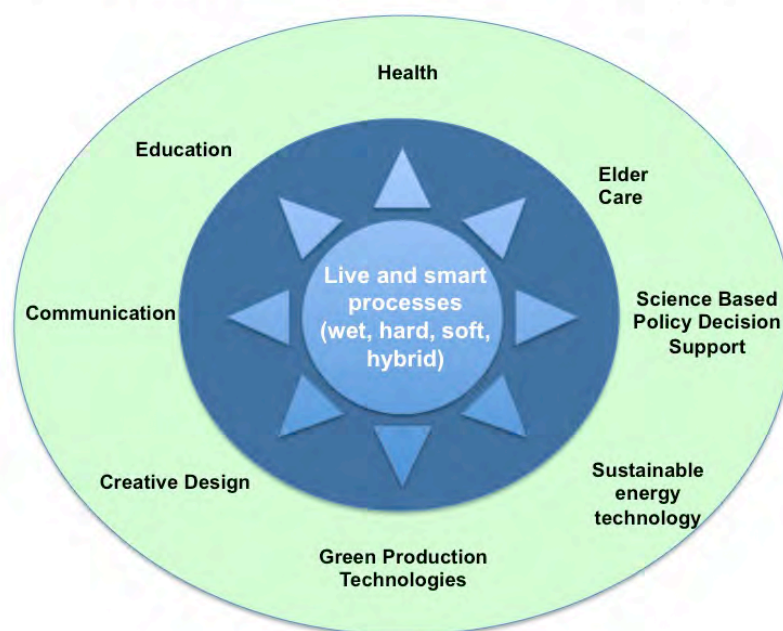 Health
Education
Elder
Care
Live and smart
processes
(wet, hard, soft,
hybrid)
Communication
Science Based
Policy Decision
Support
Creative Design
Sustainable
energy
technology
Green Production
Technologies